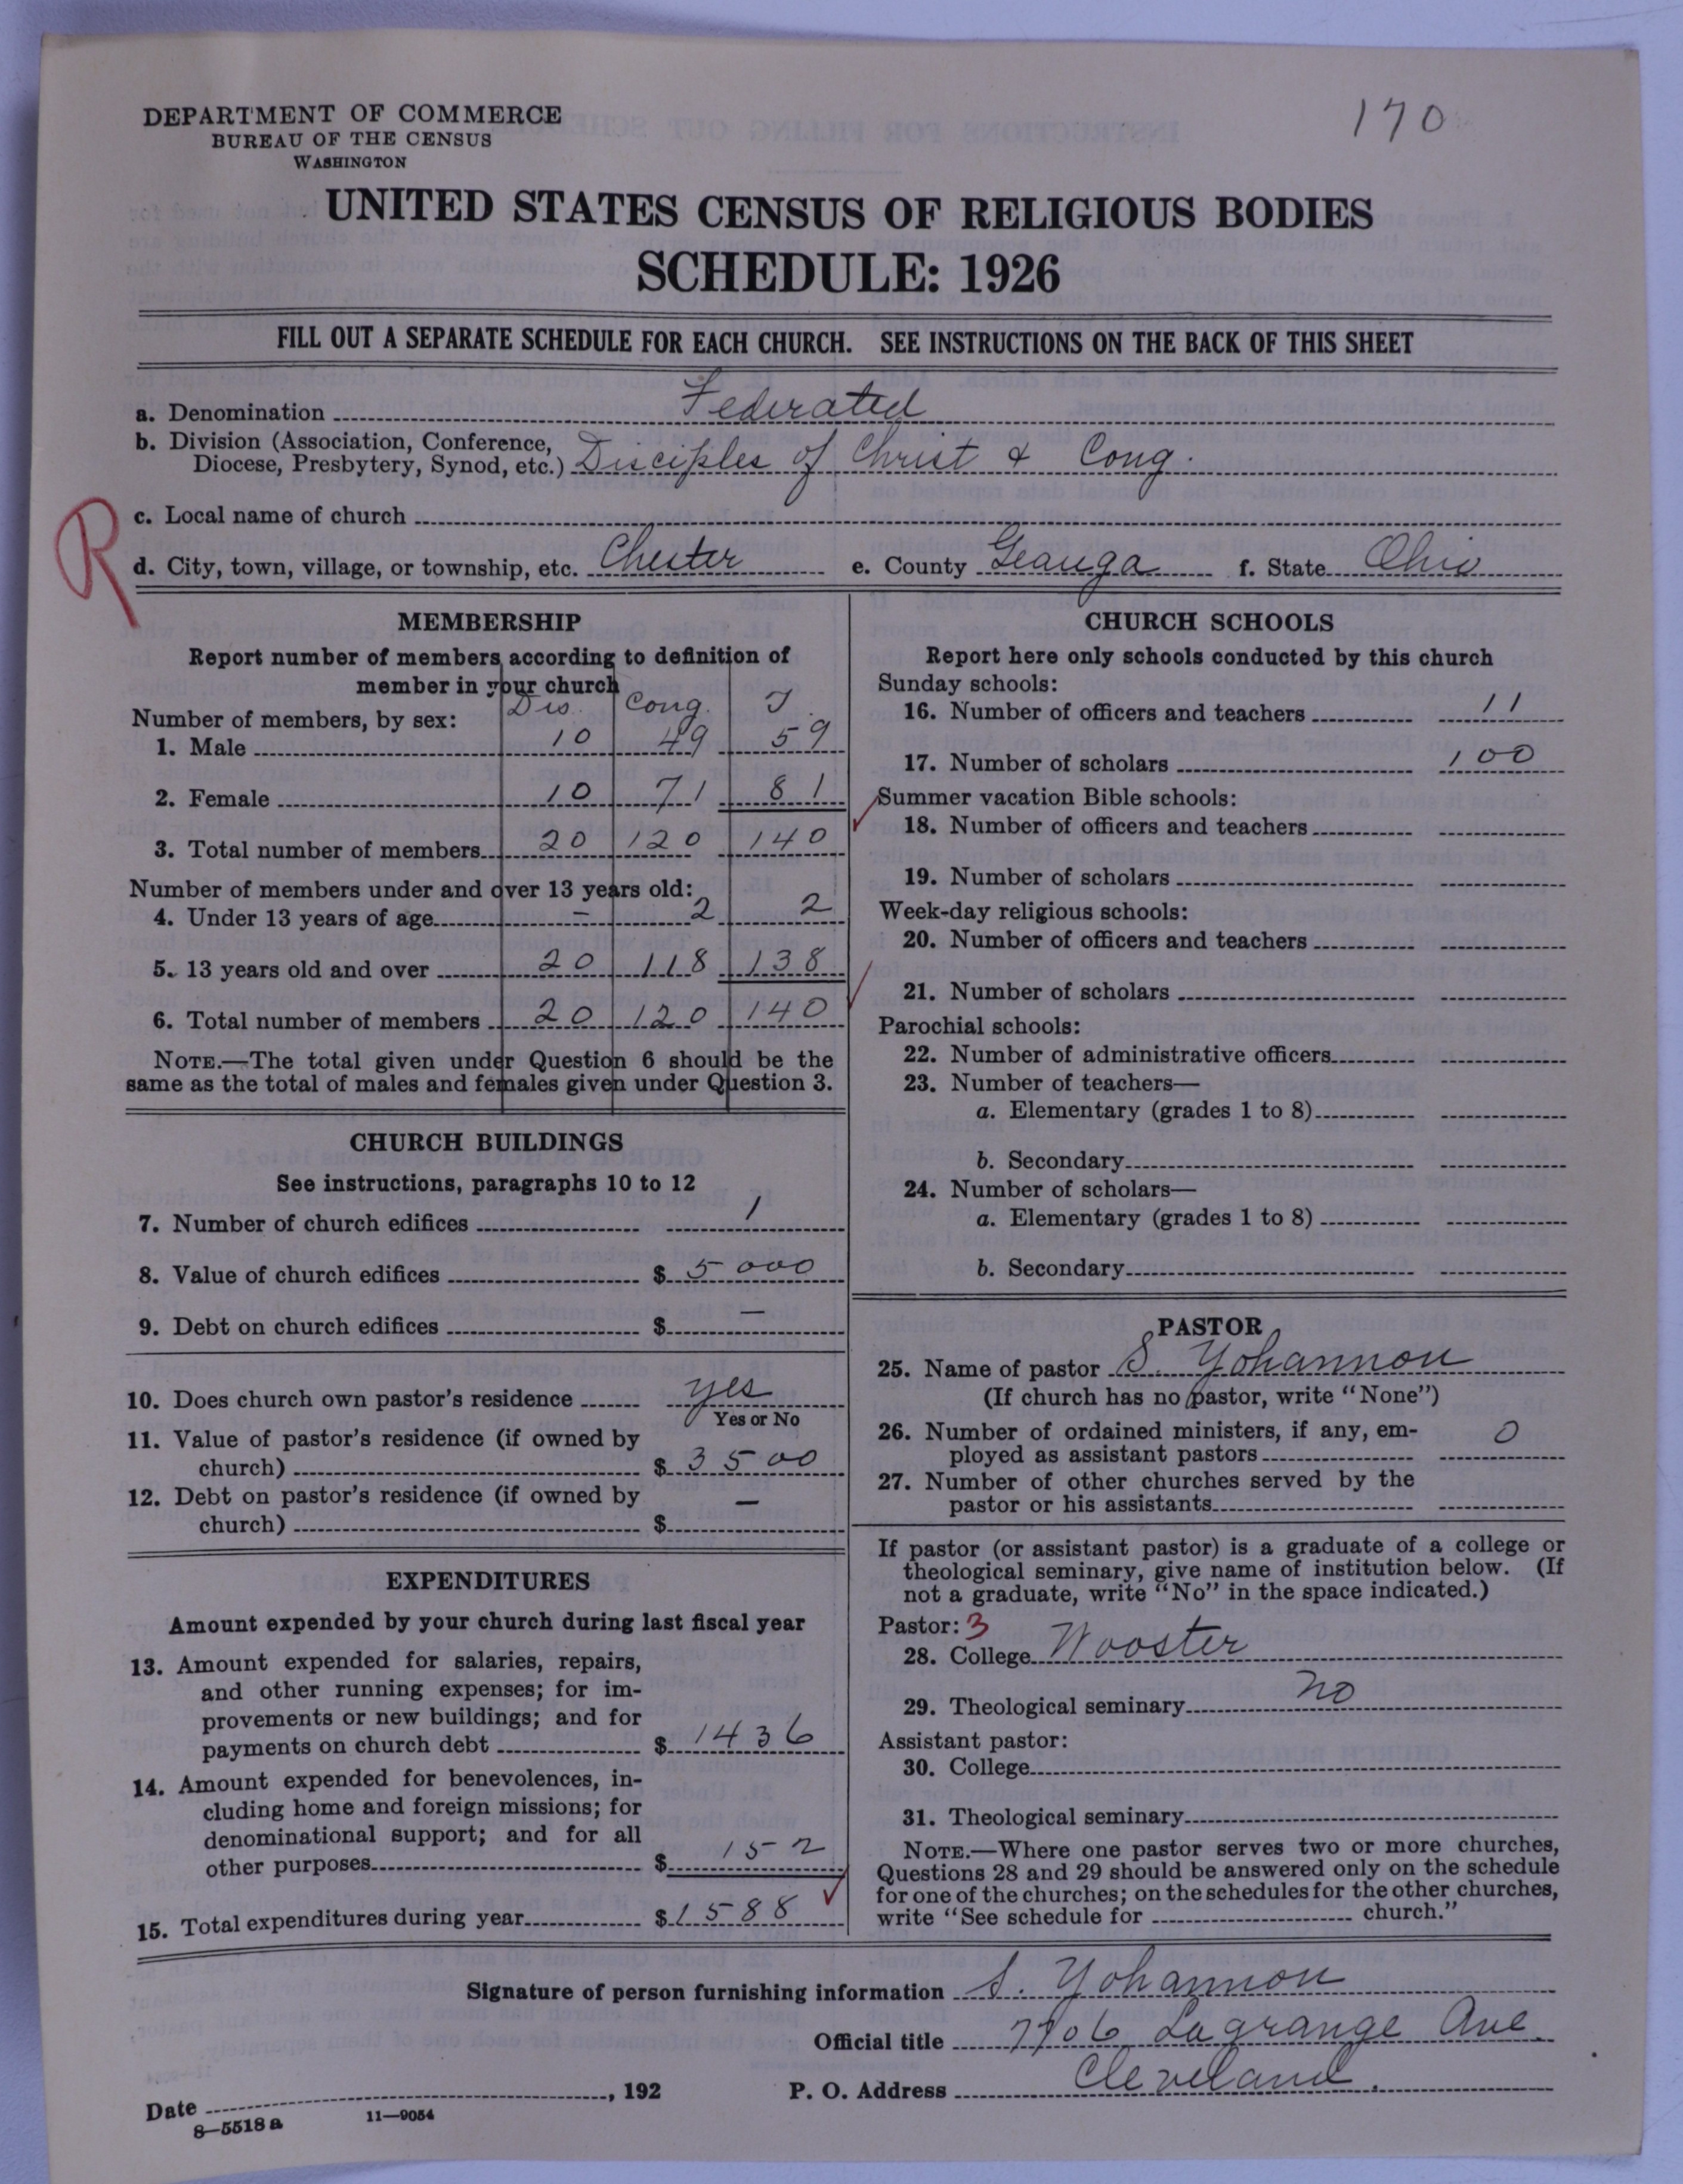 170
DEPARTMENT OF COMMERCE
BUREAU OF THE CENSUS
WASHINGTON
UNITED STATES CENSUS OF RELIGIOUS BODIES
SCHEDULE: 1926
FILL OUT A SEPARATE SCHEDULE FOR EACH CHURCH. SEE INSTRUCTIONS ON THE BACK OF THIS SHEET
a. Denomination Federated
b. Division (Association, Conference,
Diocese, Presbytery, Synod, etc.) Disciples of Christ & Cong.
R
c. Local name of church
d. City, town, village, or township, etc. Chester e. County Geauga f. State Ohio
MEMBERSHIP
Report number of members according to definition of
member in your church
Dis. Cong. T.
Number of members, by sex:
1. Male 10 49 59
2. Female 10 71 81
3. Total number of members 20 120 140
Number of members under and over 13 years old:
4. Under 13 years of age - 2 2
5. 13 years old and over 20 118 138
6. Total number of members 20 120 140
NOTE.—The total given under Question 6 should be the
same as the total of males and females given under Question 3.
CHURCH BUILDINGS
See instructions, paragraphs 10 to 12
7. Number of church edifices 1
8. Value of church edifices $ 5000
9. Debt on church edifices $ —
10. Does church own pastor's residence yes
Yes or No
11. Value of pastor's residence (if owned by
church) $ 3500
12. Debt on pastor's residence (if owned by
church) $ —
EXPENDITURES
Amount expended by your church during last fiscal year
13. Amount expended for salaries, repairs,
and other running expenses; for im-
provements or new buildings; and for
payments on church debt $ 1436
14. Amount expended for benevolences, in-
cluding home and foreign missions; for
denominational support; and for all
other purposes $ 152
15. Total expenditures during year $ 1588
CHURCH SCHOOLS
Report here only schools conducted by this church
Sunday schools:
16. Number of officers and teachers 11
17. Number of scholars 100
Summer vacation Bible schools:
18. Number of officers and teachers
19. Number of scholars
Week-day religious schools:
20. Number of officers and teachers
21. Number of scholars
Parochial schools:
22. Number of administrative officers
23. Number of teachers—
a. Elementary (grades 1 to 8)
b. Secondary
24. Number of scholars—
a. Elementary (grades 1 to 8)
b. Secondary
PASTOR
25. Name of pastor S. Yohannon
(If church has no pastor, write "None")
26. Number of ordained ministers, if any, em-
ployed as assistant pastors 0
27. Number of other churches served by the
pastor or his assistants
If pastor (or assistant pastor) is a graduate of a college or
theological seminary, give name of institution below. (If
not a graduate, write "No" in the space indicated.)
Pastor: 3
28. College Wooster
29. Theological seminary no
Assistant pastor:
30. College
31. Theological seminary
NOTE.—Where one pastor serves two or more churches,
Questions 28 and 29 should be answered only on the schedule
for one of the churches; on the schedules for the other churches,
write "See schedule for church."
Signature of person furnishing information S. Yohannon
Official title 7706 Lagrange Ave.
Date , 192 P. O. Address Cleveland.
8—5518 a 11—9054